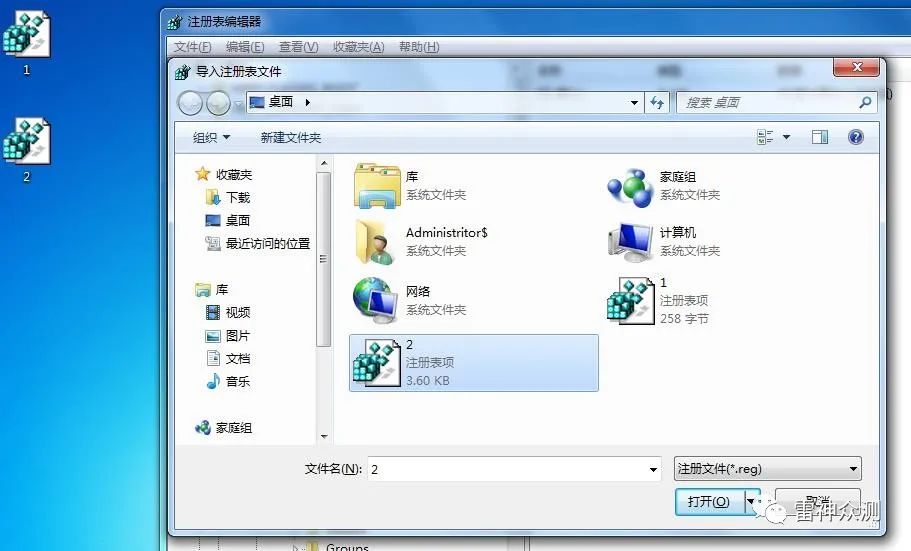 1
2
注册表编辑器
文件(F) 编辑(E) 查看(V) 收藏夹(A) 帮助(H)
导入注册表文件
桌面
搜索 桌面
组织 新建文件夹
收藏夹
下载
桌面
最近访问的位置
库
视频
图片
文档
音乐
家庭组
库
系统文件夹
家庭组
系统文件夹
Administritor$
系统文件夹
计算机
系统文件夹
网络
系统文件夹
1
注册表项
258 字节
2
注册表项
3.60 KB
文件名(N): 2
注册文件(*.reg)
打开(O) 取消
雷神众测
Groups